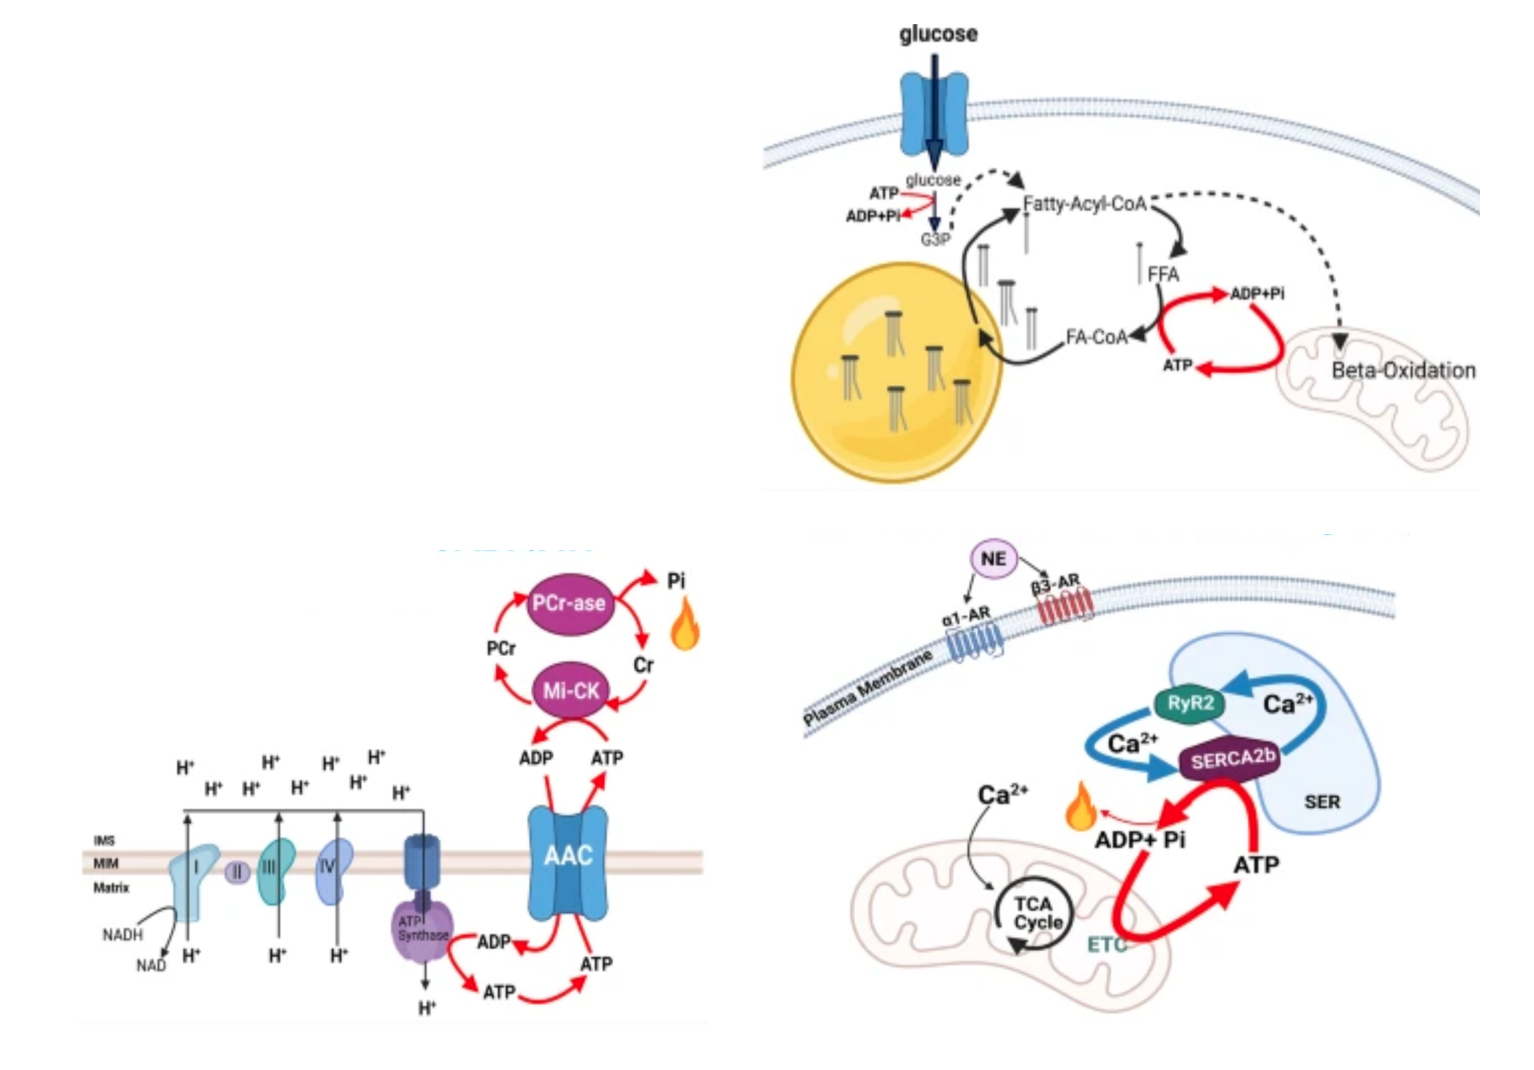 glucose
glucose
ATP
ADP+Pi
G3P
Fatty-Acyl-CoA
FFA
ADP+Pi
FA-CoA
ATP
Beta-Oxidation
PCr-ase
Pi
PCr
Cr
Mi-CK
ADP
ATP
H⁺
H⁺
H⁺
H⁺
H⁺
H⁺
H⁺
H⁺
H⁺
IMS
MIM
Matrix
I
II
III
IV
AAC
ATP
Synthase
NADH
NAD
H⁺
H⁺
H⁺
ADP
ATP
ATP
H⁺
NE
β3-AR
α1-AR
Plasma Membrane
RyR2
Ca²⁺
Ca²⁺
SERCA2b
SER
Ca²⁺
ADP+ Pi
ATP
TCA
Cycle
ETC